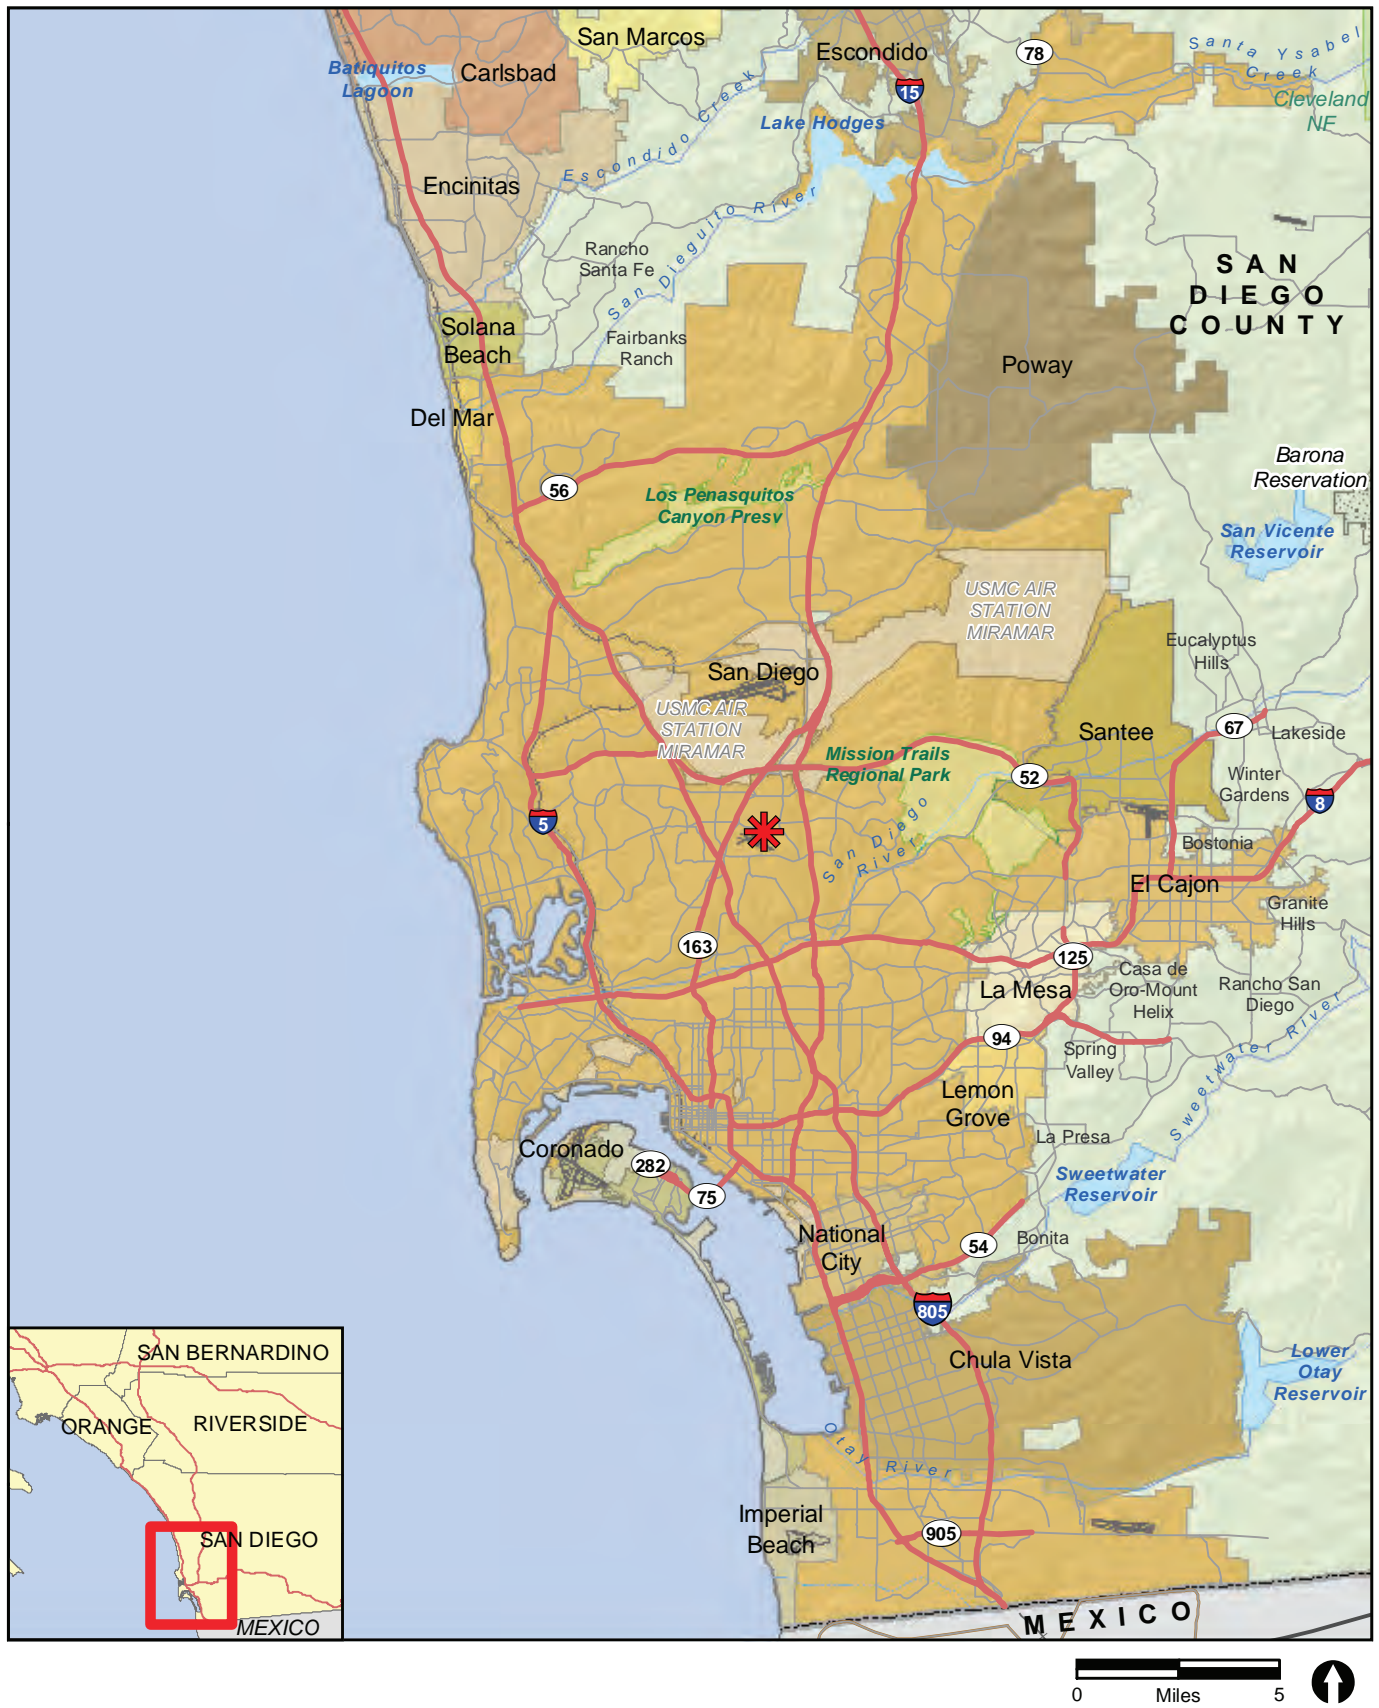 San Marcos
Escondido
78
Santa Ysabel
Creek
Batiquitos
Lagoon
Carlsbad
15
Cleveland
NF
Escondido Creek
Lake Hodges
Encinitas
San Dieguito River
Rancho
Santa Fe
SAN
DIEGO
COUNTY
Solana
Beach
Fairbanks
Ranch
Poway
Del Mar
Barona
Reservation
56
Los Penasquitos
Canyon Presv
San Vicente
Reservoir
USMC AIR
STATION
MIRAMAR
Eucalyptus
Hills
San Diego
USMC AIR
STATION
MIRAMAR
67
Lakeside
Santee
Mission Trails
Regional Park
52
Winter
Gardens
8
5
San Diego
River
Bostonia
El Cajon
Granite
Hills
163
125
Casa de
Oro-Mount
Helix
Rancho San
Diego
La Mesa
94
Spring
Valley
Sweetwater River
Lemon
Grove
La Presa
Coronado
282
75
Sweetwater
Reservoir
National
City
54
Bonita
805
Chula Vista
Lower
Otay
Reservoir
Otay River
Imperial
Beach
905
MEXICO
SAN BERNARDINO
ORANGE
RIVERSIDE
SAN DIEGO
MEXICO
0 Miles 5